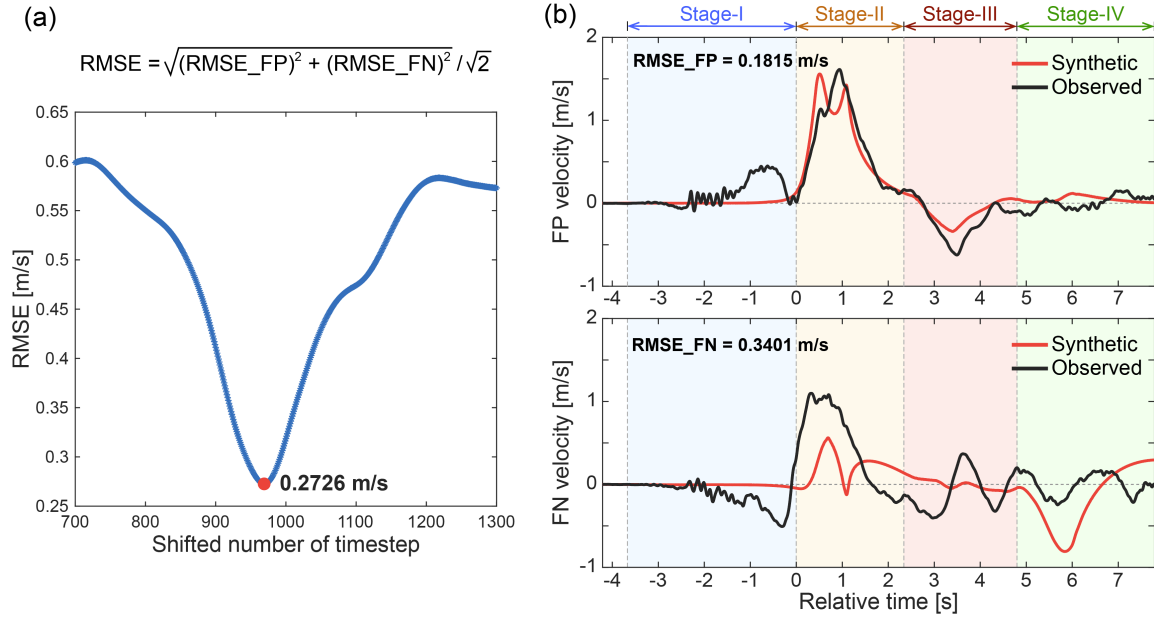 (a)
RMSE = √(RMSE_FP)² + (RMSE_FN)² / √2
0.65
0.6
0.55
0.5
0.45
0.4
0.35
0.3
0.25
RMSE [m/s]
0.2726 m/s
700 800 900 1000 1100 1200 1300
Shifted number of timestep
(b)
Stage-I Stage-II Stage-III Stage-IV
RMSE_FP = 0.1815 m/s
Synthetic
Observed
2
1
0
-1
FP velocity [m/s]
-4 -3 -2 -1 0 1 2 3 4 5 6 7
RMSE_FN = 0.3401 m/s
Synthetic
Observed
2
1
0
-1
FN velocity [m/s]
-4 -3 -2 -1 0 1 2 3 4 5 6 7
Relative time [s]